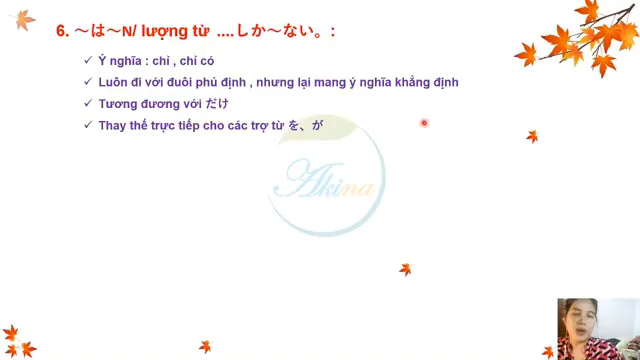 6. ～は～N/ lượng từ ....しか～ない。:
✓ Ý nghĩa : chỉ , chỉ có
✓ Luôn đi với đuôi phủ định , nhưng lại mang ý nghĩa khẳng định
✓ Tương đương với だけ
✓ Thay thế trực tiếp cho các trợ từ を、が
Akina